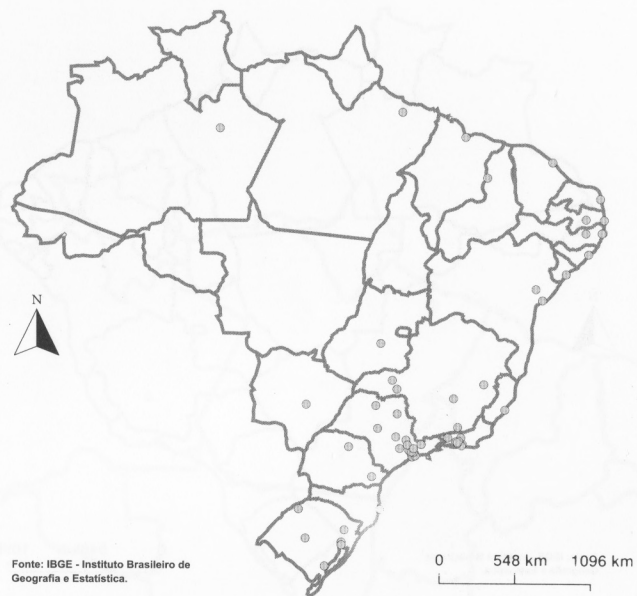 N
Fonte: IBGE - Instituto Brasileiro de
Geografia e Estatística.
0 548 km 1096 km